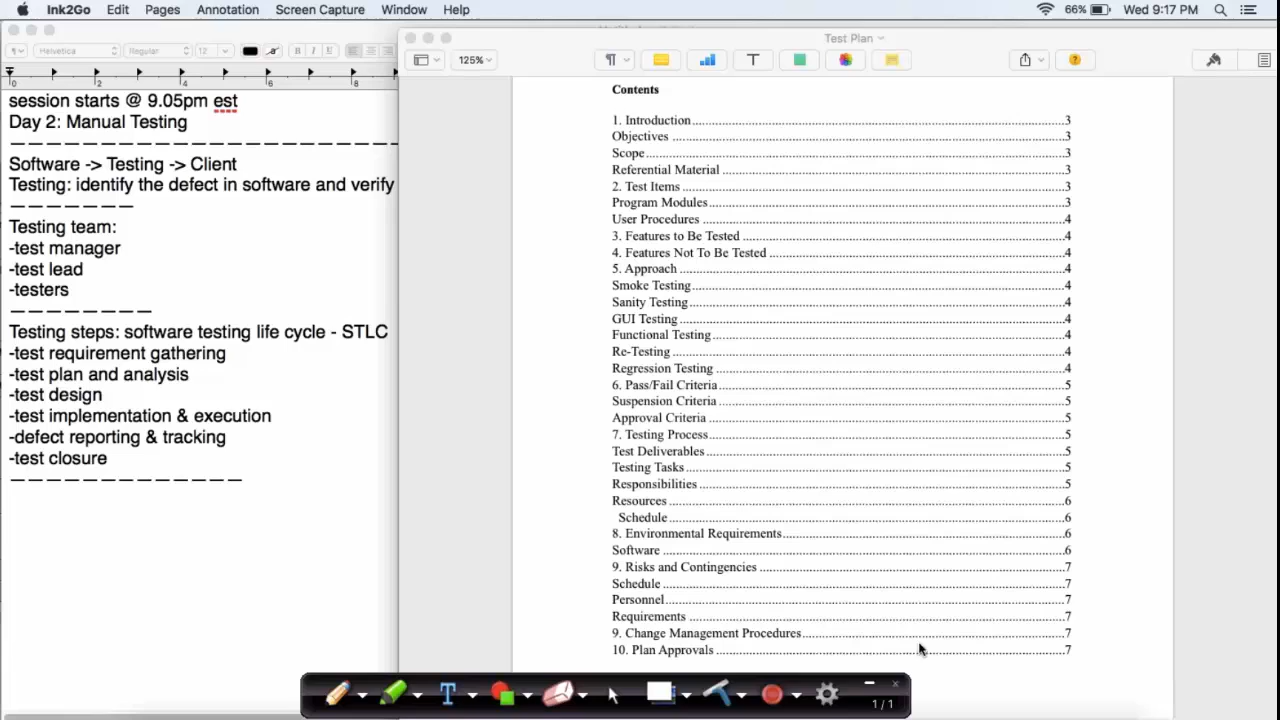 Ink2Go Edit Pages Annotation Screen Capture Window Help 66% Wed 9:17 PM
Helvetica Regular 12 B I U
0 2 4 6 8
session starts @ 9.05pm est
Day 2: Manual Testing
————————————————
Software -> Testing -> Client
Testing: identify the defect in software and verify
———————
Testing team:
-test manager
-test lead
-testers
————————
Testing steps: software testing life cycle - STLC
-test requirement gathering
-test plan and analysis
-test design
-test implementation & execution
-defect reporting & tracking
-test closure
—————————————
Test Plan
125%
Contents
1. Introduction 3
Objectives 3
Scope 3
Referential Material 3
2. Test Items 3
Program Modules 3
User Procedures 4
3. Features to Be Tested 4
4. Features Not To Be Tested 4
5. Approach 4
Smoke Testing 4
Sanity Testing 4
GUI Testing 4
Functional Testing 4
Re-Testing 4
Regression Testing 4
6. Pass/Fail Criteria 5
Suspension Criteria 5
Approval Criteria 5
7. Testing Process 5
Test Deliverables 5
Testing Tasks 5
Responsibilities 5
Resources 6
Schedule 6
8. Environmental Requirements 6
Software 6
9. Risks and Contingencies 7
Schedule 7
Personnel 7
Requirements 7
9. Change Management Procedures 7
10. Plan Approvals 7
1 / 1